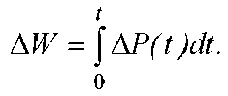 ΔW = ∫₀ᵗ ΔP(t)dt.